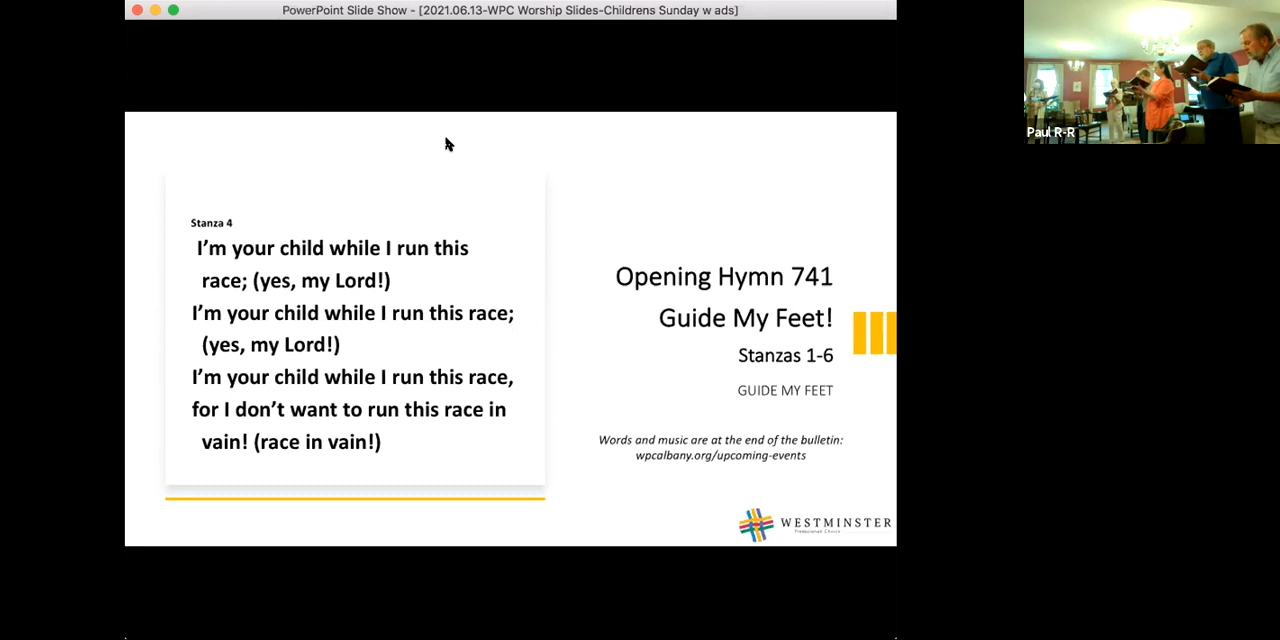 PowerPoint Slide Show - [2021.06.13-WPC Worship Slides-Childrens Sunday w ads]
Paul R-R
Stanza 4
I’m your child while I run this
race; (yes, my Lord!)
I’m your child while I run this race;
(yes, my Lord!)
I’m your child while I run this race,
for I don’t want to run this race in
vain! (race in vain!)
Opening Hymn 741
Guide My Feet!
Stanzas 1-6
GUIDE MY FEET
Words and music are at the end of the bulletin:
wpcalbany.org/upcoming-events
WESTMINSTER
Presbyterian Church